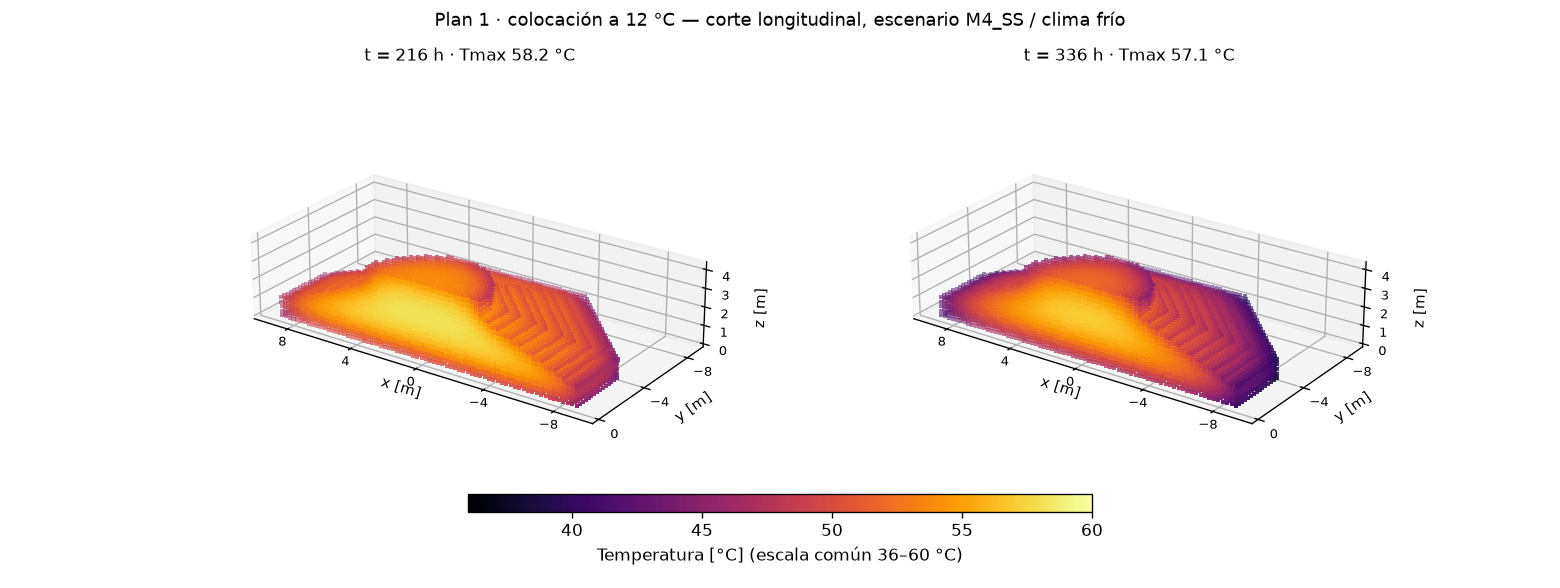 Plan 1 · colocación a 12 °C — corte longitudinal, escenario M4_SS / clima frío
t = 216 h · Tmax 58.2 °C
t = 336 h · Tmax 57.1 °C
4
3
2
1
0
z [m]
8
4
0
−4
−8
x [m]
0
−4
−8
y [m]
4
3
2
1
0
z [m]
8
4
0
−4
−8
x [m]
0
−4
−8
y [m]
40 45 50 55 60
Temperatura [°C] (escala común 36–60 °C)